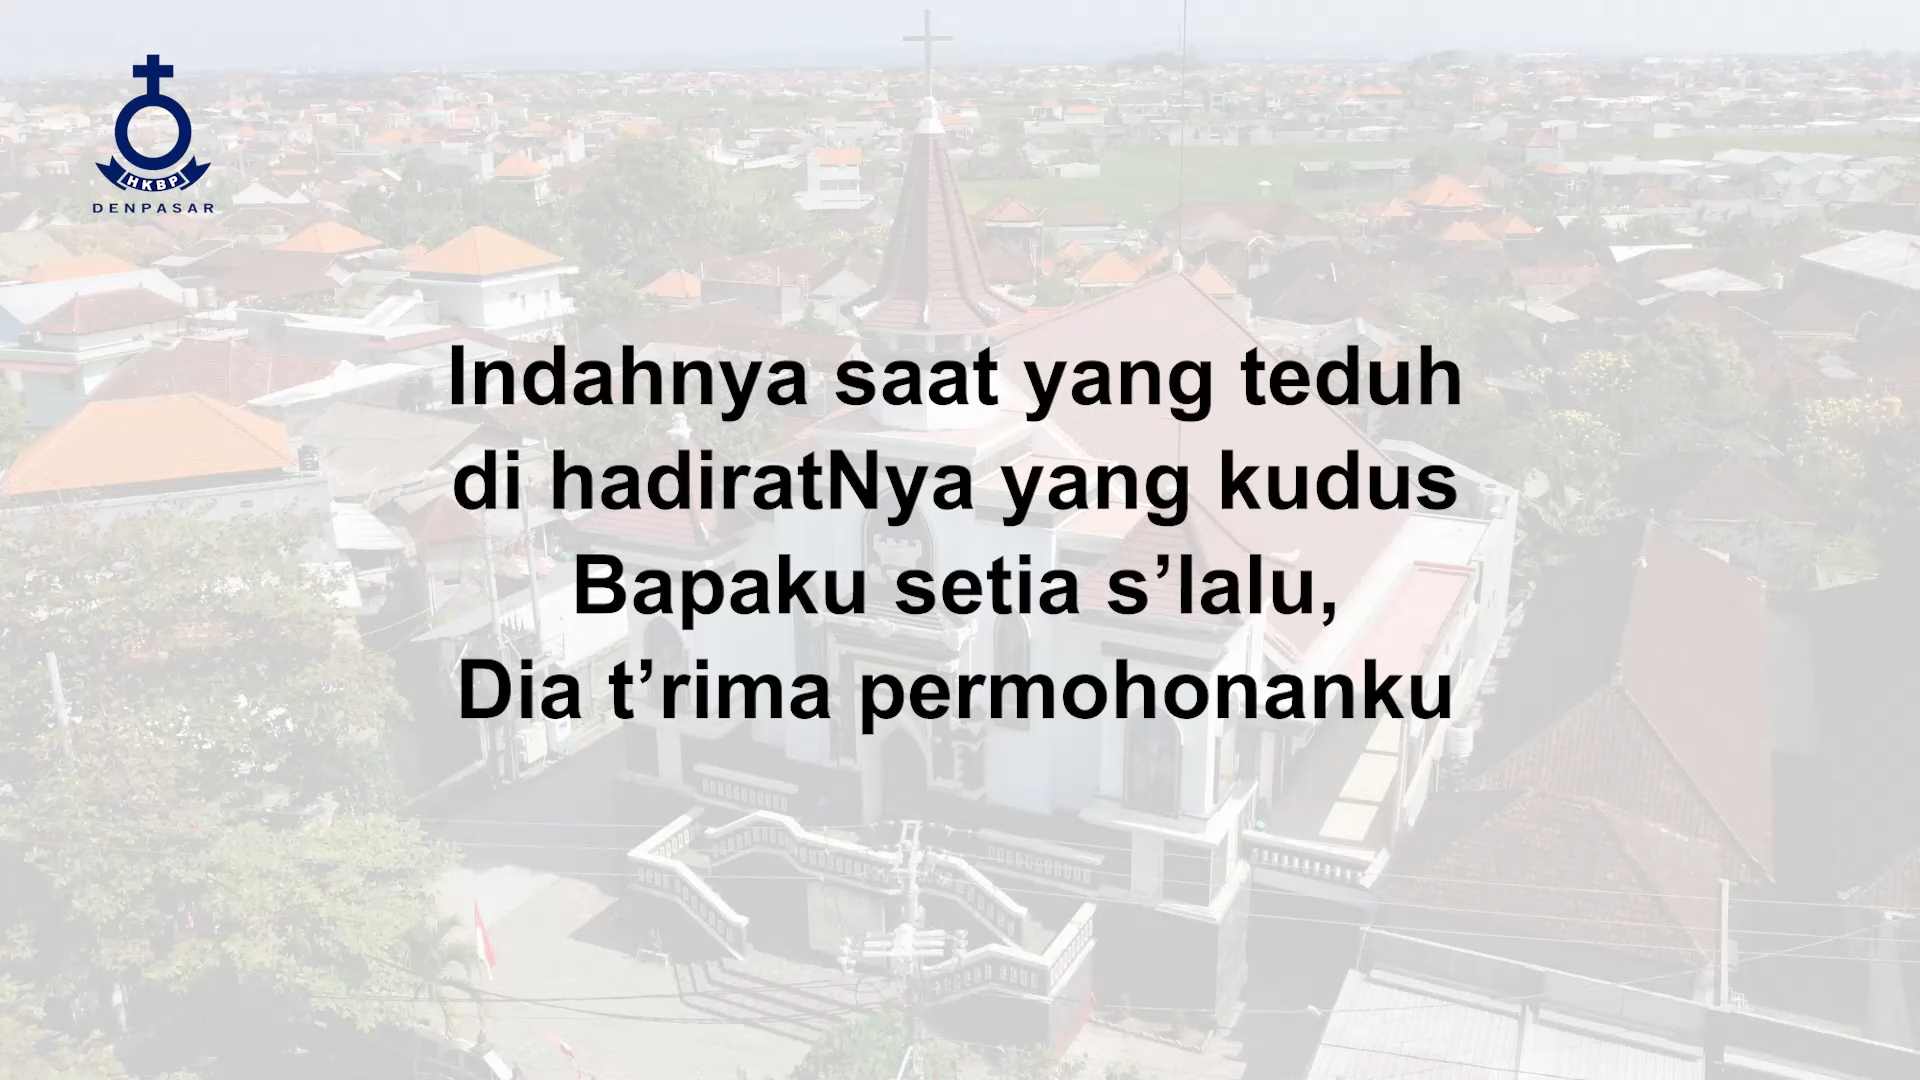 HKBP
DENPASAR
Indahnya saat yang teduh
di hadiratNya yang kudus
Bapaku setia s’lalu,
Dia t’rima permohonanku